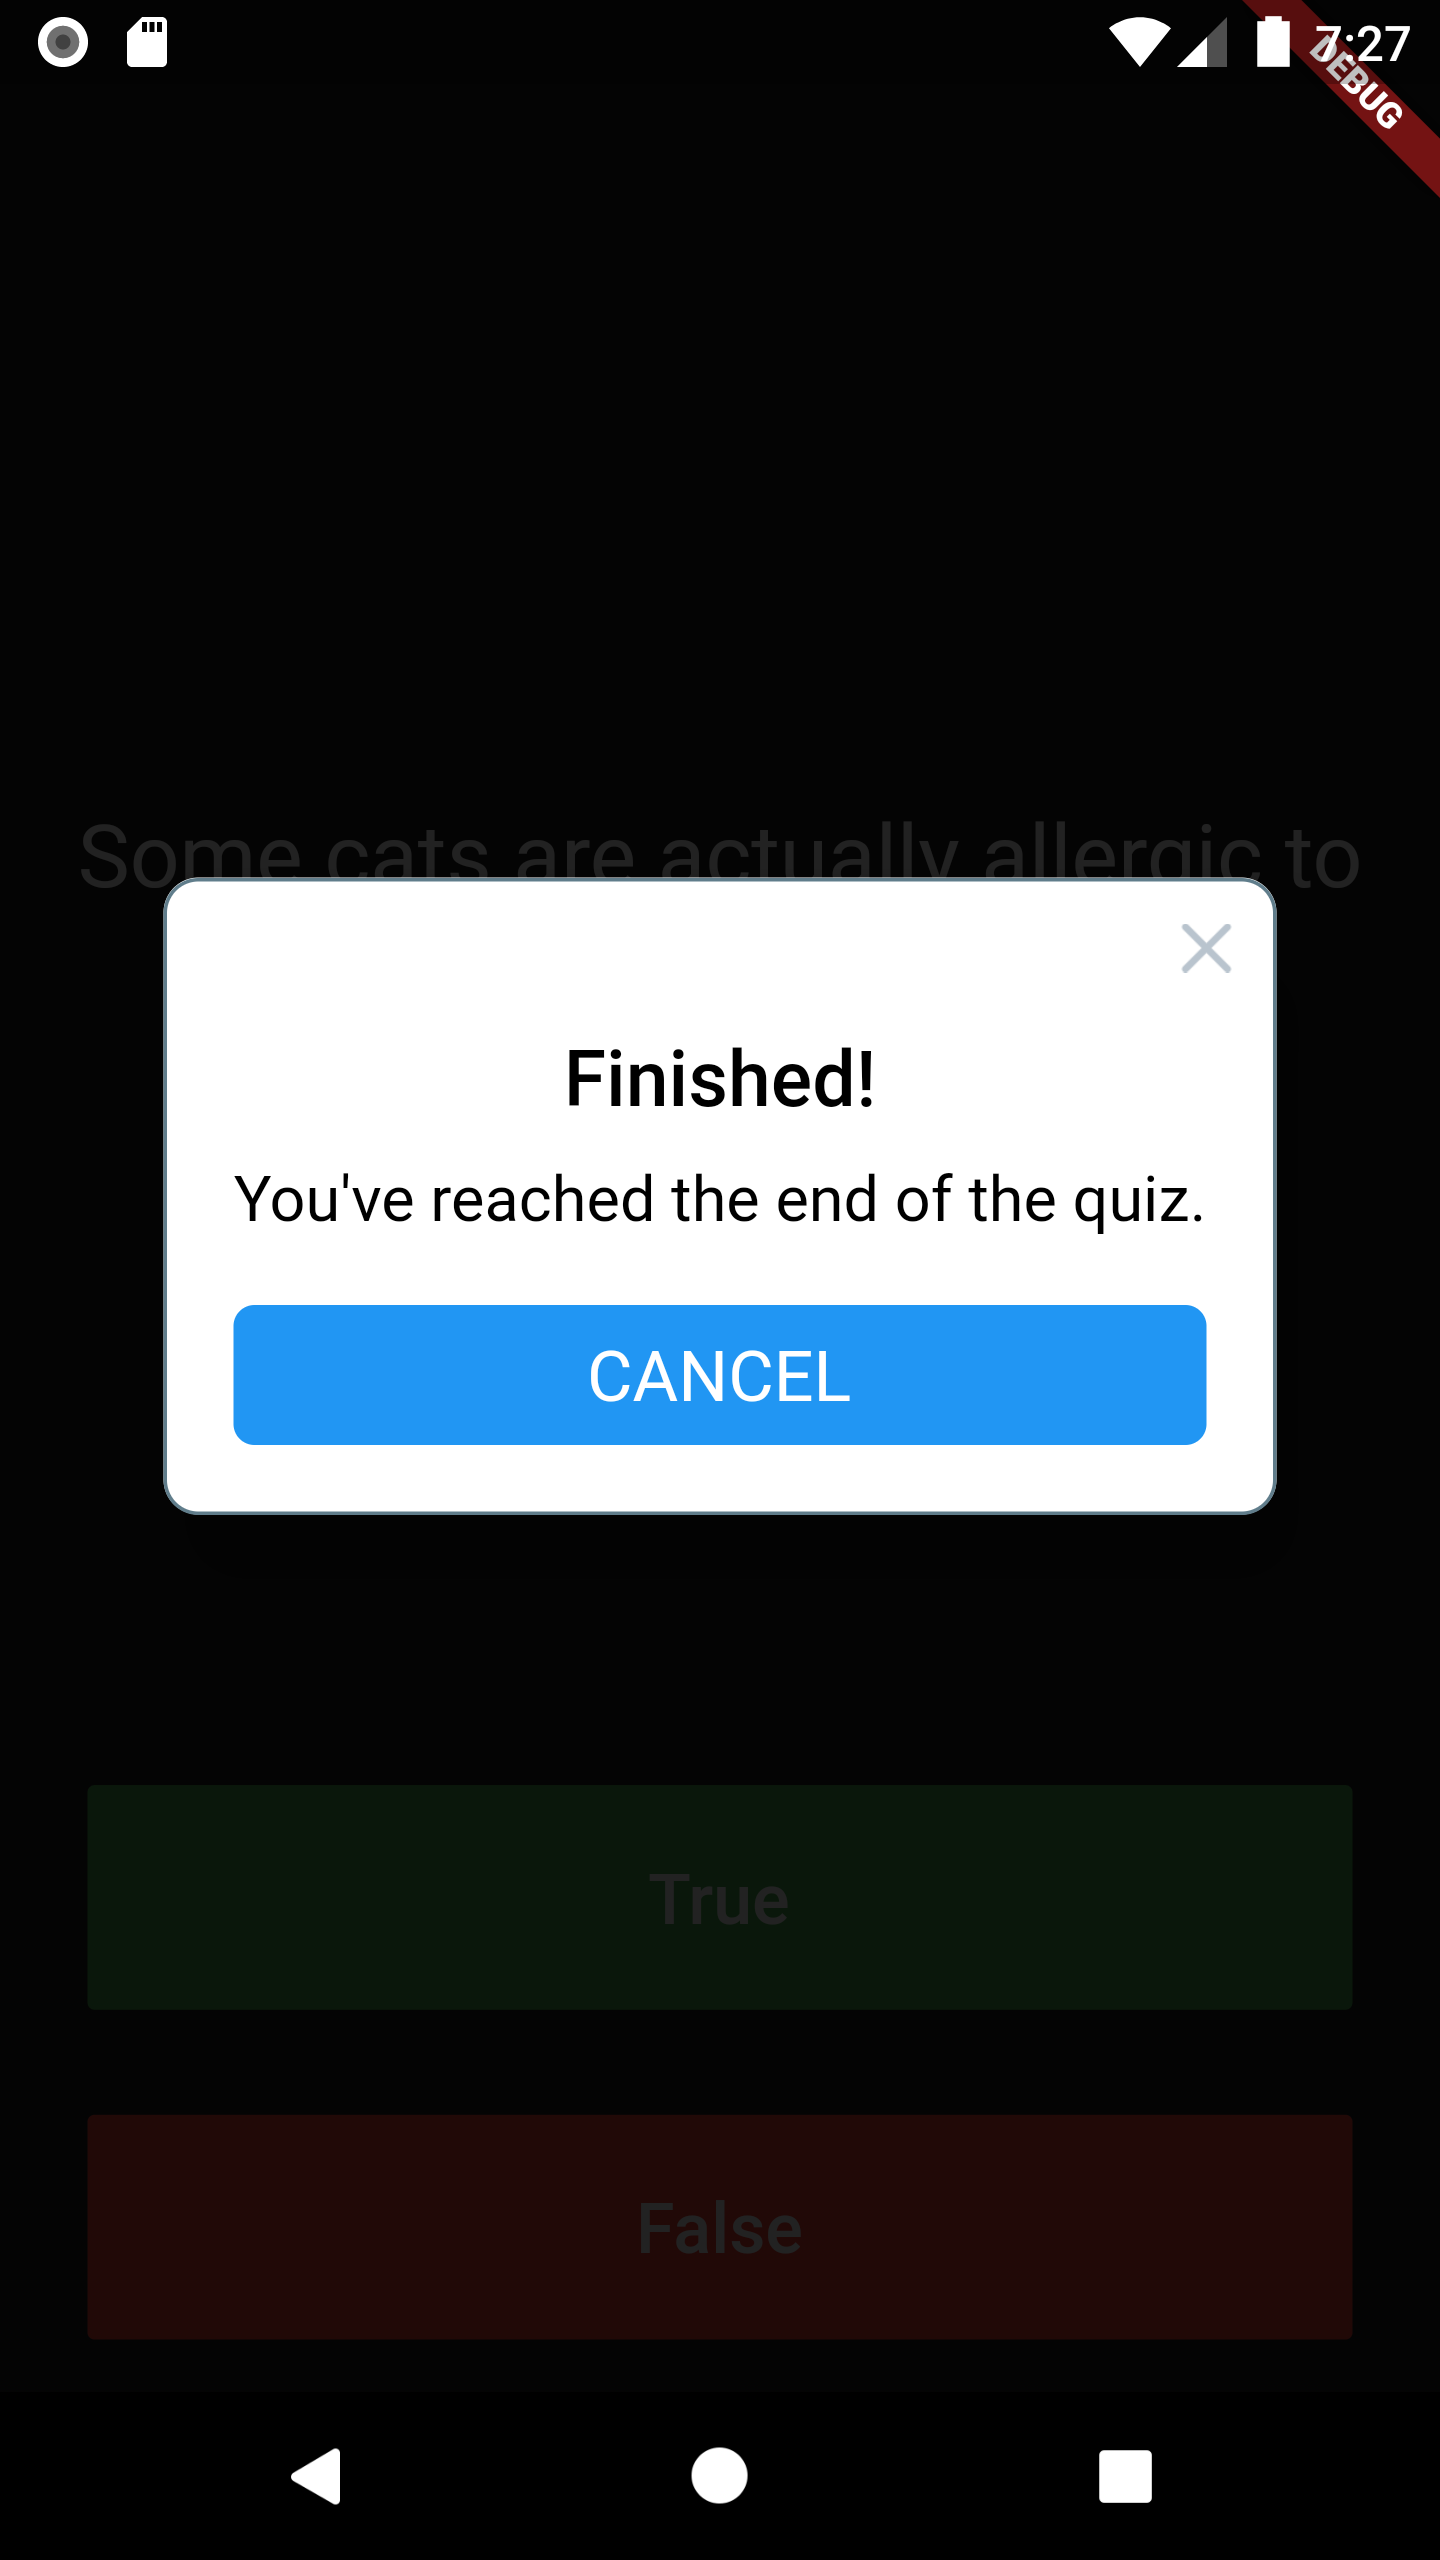 7:27
DEBUG
Some cats are actually allergic to
Finished!
You've reached the end of the quiz.
CANCEL
True
False